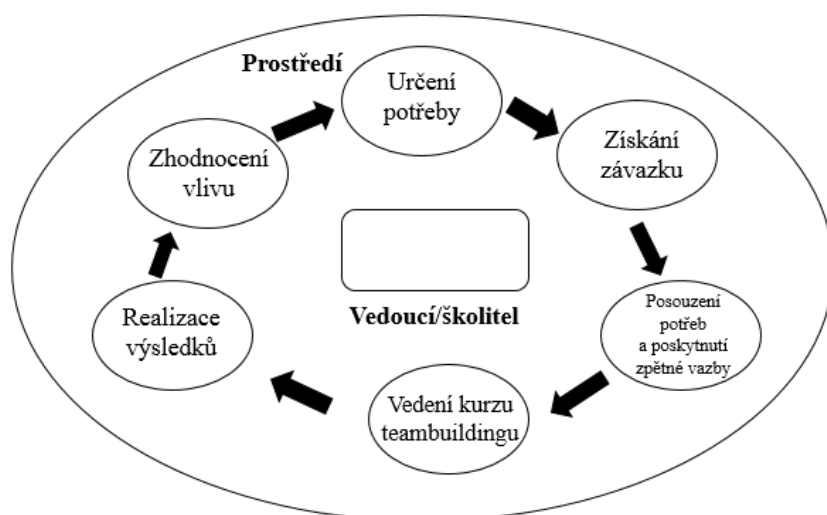 Prostředí
Určení
potřeby
Získání
závazku
Posouzení
potřeb
a poskytnutí
zpětné vazby
Vedení kurzu
teambuildingu
Realizace
výsledků
Zhodnocení
vlivu
Vedoucí/školitel